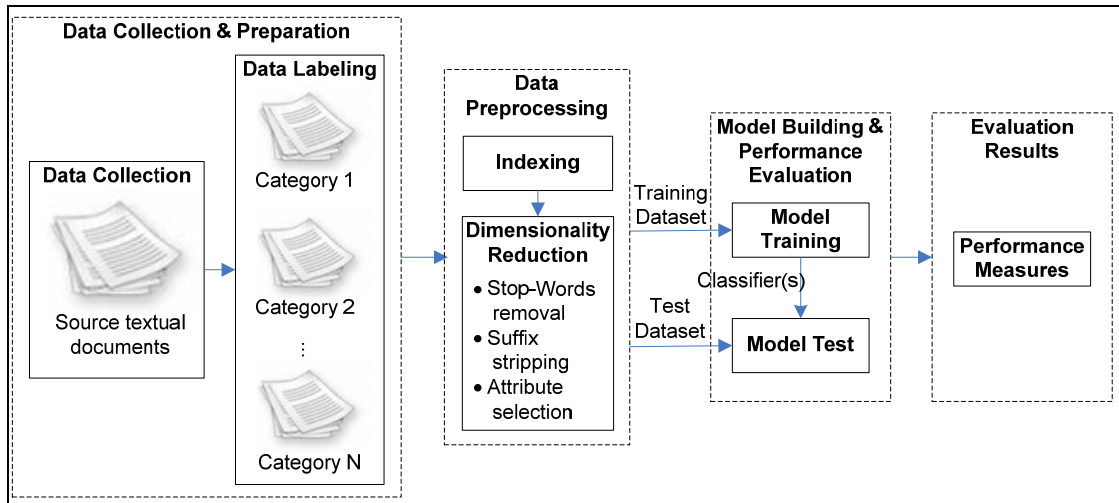 Data Collection & Preparation
Data Collection
Source textual
documents
Data Labeling
Category 1
Category 2
⋮
Category N
Data
Preprocessing
Indexing
Dimensionality
Reduction
• Stop-Words
removal
• Suffix
stripping
• Attribute
selection
Training
Dataset
Test
Dataset
Model Building &
Performance
Evaluation
Model
Training
Classifier(s)
Model Test
Evaluation
Results
Performance
Measures